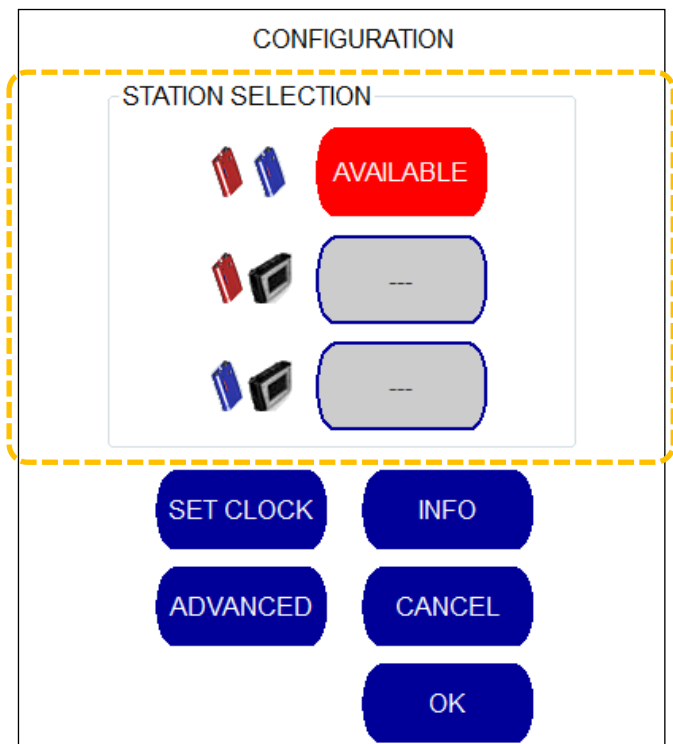 CONFIGURATION
STATION SELECTION
AVAILABLE
---
---
SET CLOCK
INFO
ADVANCED
CANCEL
OK